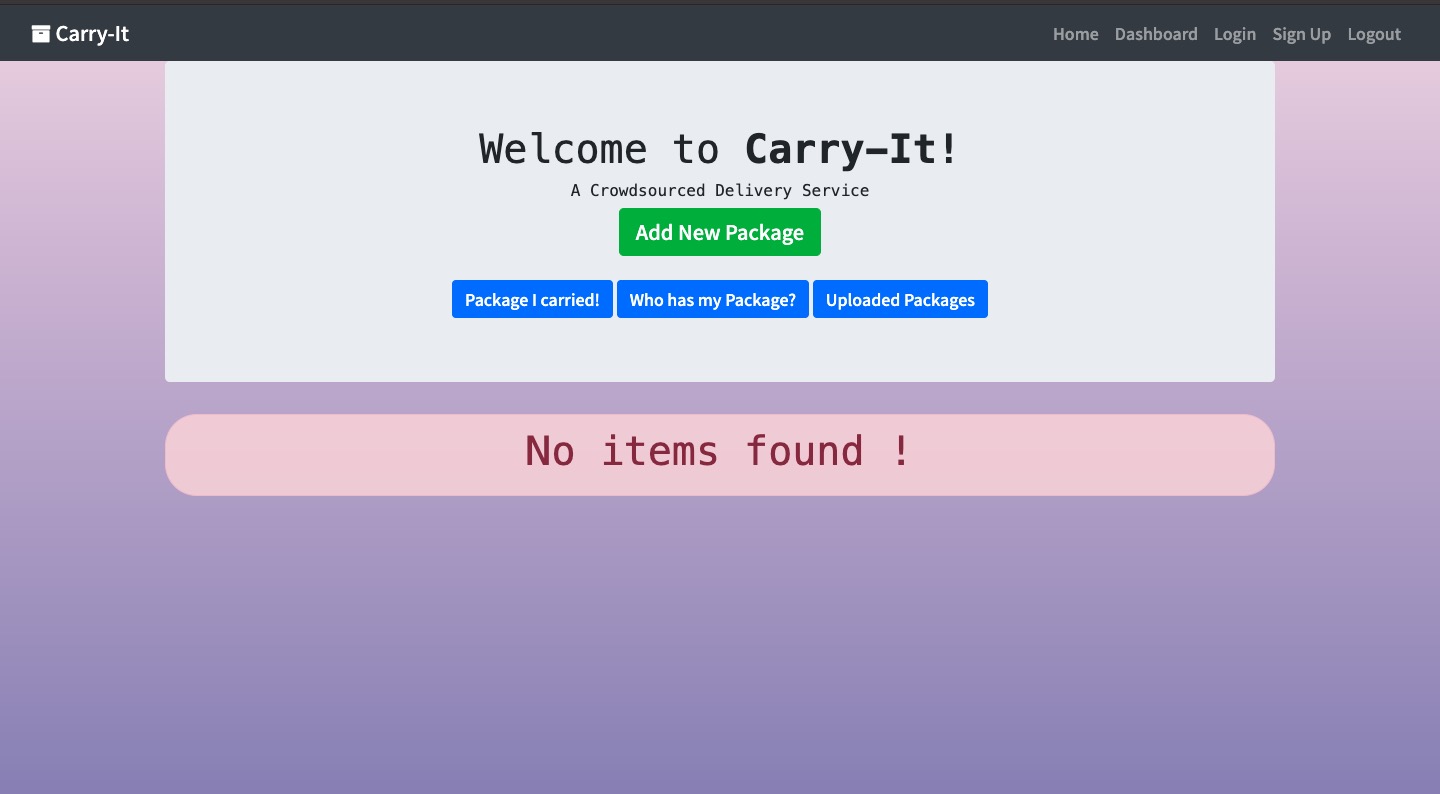 Carry-It
Home Dashboard Login Sign Up Logout
Welcome to Carry-It!
A Crowdsourced Delivery Service
Add New Package
Package I carried! Who has my Package? Uploaded Packages
No items found !